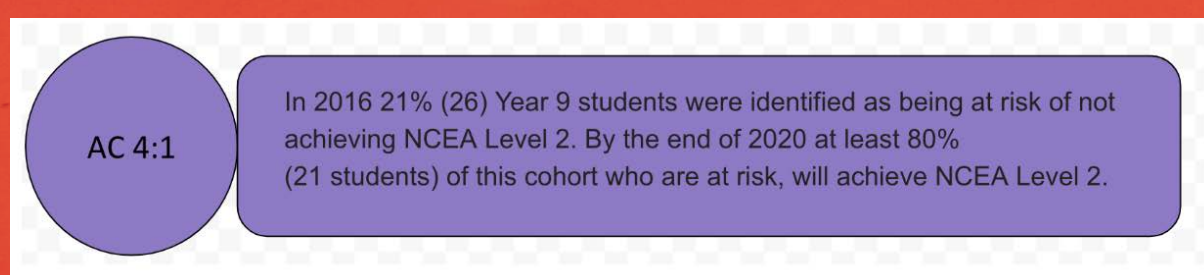 AC 4:1
In 2016 21% (26) Year 9 students were identified as being at risk of not
achieving NCEA Level 2. By the end of 2020 at least 80%
(21 students) of this cohort who are at risk, will achieve NCEA Level 2.